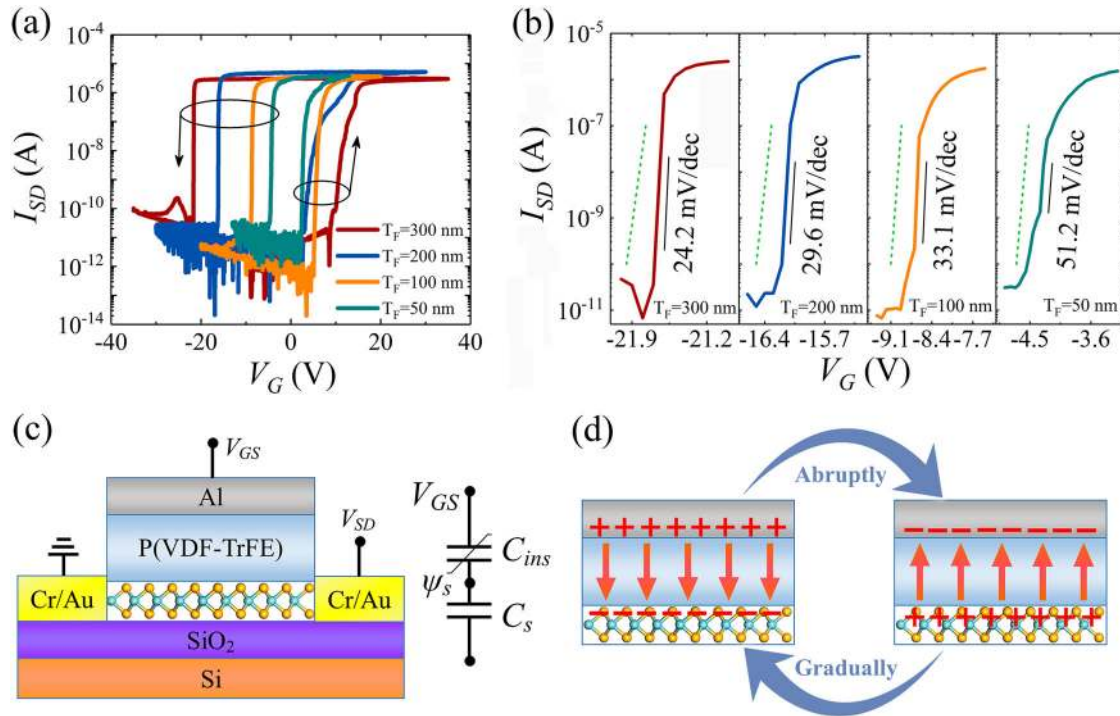 (a)
10⁻⁴
10⁻⁶
10⁻⁸
10⁻¹⁰
10⁻¹²
10⁻¹⁴
I_SD (A)
T_F=300 nm
T_F=200 nm
T_F=100 nm
T_F=50 nm
-40 -20 0 20 40
V_G (V)
(b)
10⁻⁵
10⁻⁷
10⁻⁹
10⁻¹¹
I_SD (A)
24.2 mV/dec
29.6 mV/dec
33.1 mV/dec
51.2 mV/dec
T_F=300 nm
T_F=200 nm
T_F=100 nm
T_F=50 nm
-21.9 -21.2 -16.4 -15.7 -9.1 -8.4 -7.7 -4.5 -3.6
V_G (V)
(c)
V_GS
Al
P(VDF-TrFE)
V_SD
Cr/Au
Cr/Au
SiO₂
Si
V_GS
C_ins
ψ_s
C_s
(d)
Abruptly
+ + + + + + +
− − − − − − −
− − − − − − −
+ + + + + + +
Gradually